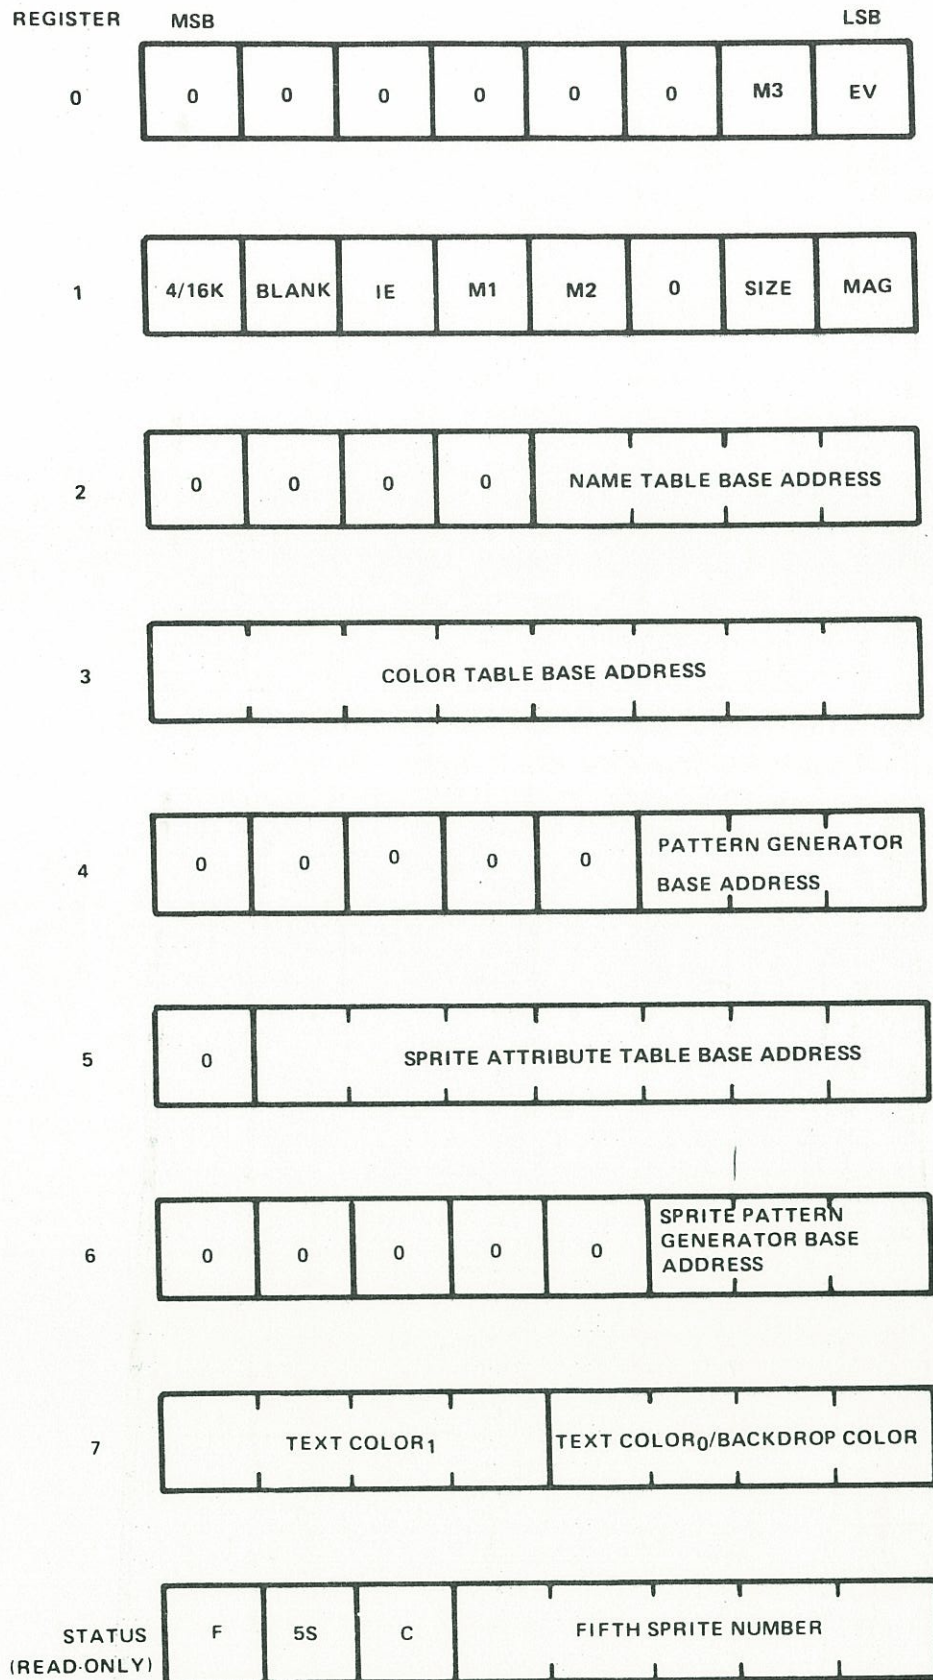 REGISTER MSB LSB
0 0 0 0 0 0 0 M3 EV
1 4/16K BLANK IE M1 M2 0 SIZE MAG
2 0 0 0 0 NAME TABLE BASE ADDRESS
3 COLOR TABLE BASE ADDRESS
4 0 0 0 0 0 PATTERN GENERATOR
BASE ADDRESS
5 0 SPRITE ATTRIBUTE TABLE BASE ADDRESS
6 0 0 0 0 0 SPRITE PATTERN
GENERATOR BASE
ADDRESS
7 TEXT COLOR1 TEXT COLOR0/BACKDROP COLOR
STATUS F 5S C FIFTH SPRITE NUMBER
(READ-ONLY)